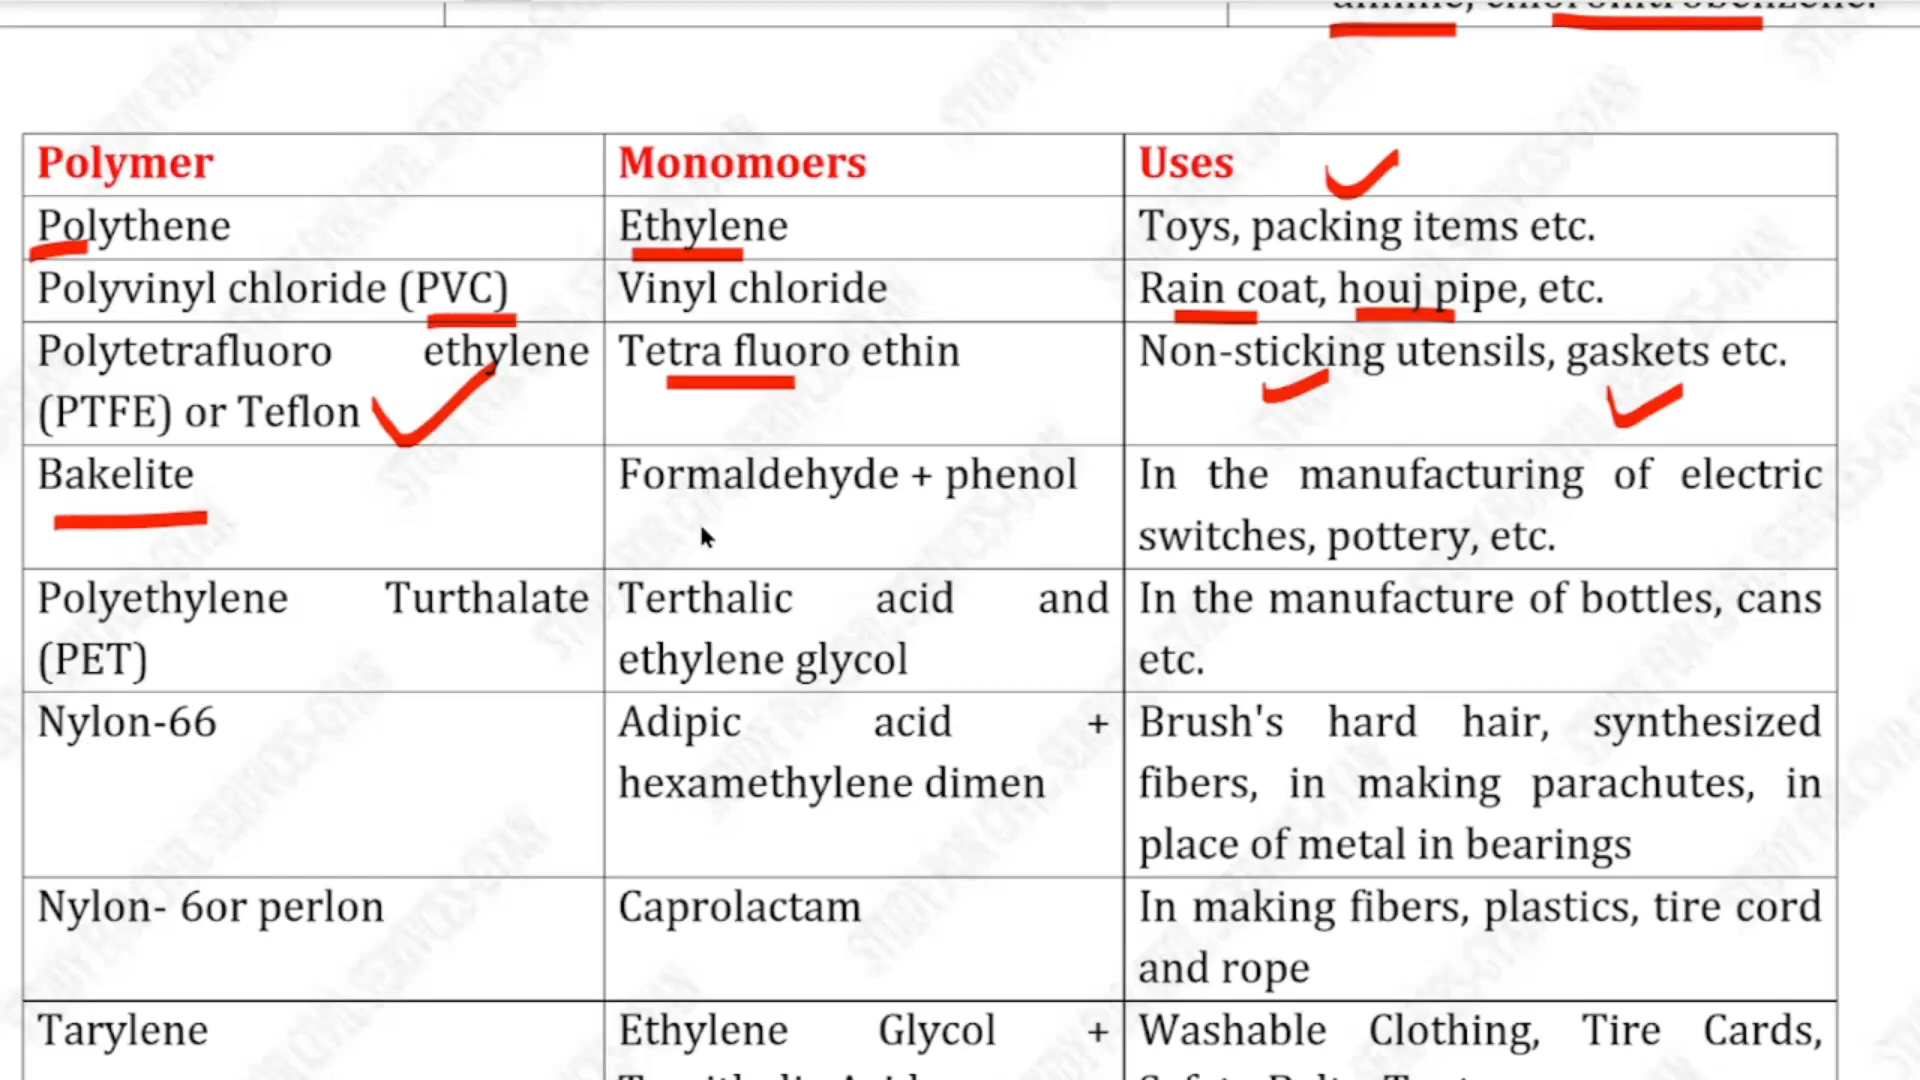 Polymer Monomoers Uses
Polythene Ethylene Toys, packing items etc.
Polyvinyl chloride (PVC) Vinyl chloride Rain coat, houj pipe, etc.
Polytetrafluoro ethylene Tetra fluoro ethin Non-sticking utensils, gaskets etc.
(PTFE) or Teflon
Bakelite Formaldehyde + phenol In the manufacturing of electric
switches, pottery, etc.
Polyethylene Turthalate Terthalic acid and In the manufacture of bottles, cans
(PET) ethylene glycol etc.
Nylon-66 Adipic acid + Brush's hard hair, synthesized
hexamethylene dimen fibers, in making parachutes, in
place of metal in bearings
Nylon- 6or perlon Caprolactam In making fibers, plastics, tire cord
and rope
Tarylene Ethylene Glycol + Washable Clothing, Tire Cards,